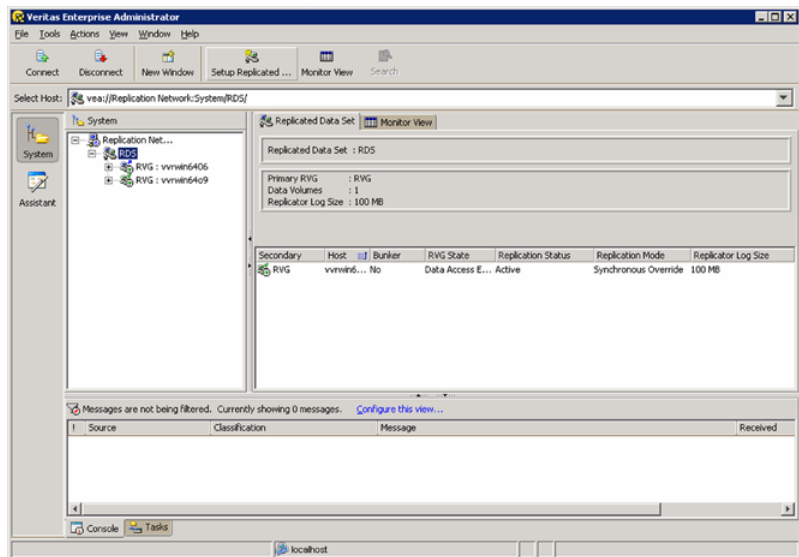 Veritas Enterprise Administrator
File Tools Actions View Window Help
Connect Disconnect New Window Setup Replicated ... Monitor View Search
Select Host: vea://Replication Network:System/RDS/
System
Assistant
System
Replication Net...
RDS
RVG : vvrwin6406
RVG : vvrwin64o9
Replicated Data Set Monitor View
Replicated Data Set : RDS
Primary RVG : RVG
Data Volumes : 1
Replicator Log Size : 100 MB
Secondary Host Bunker RVG State Replication Status Replication Mode Replicator Log Size
RVG vvrwin6... No Data Access E... Active Synchronous Override 100 MB
Messages are not being filtered. Currently showing 0 messages. Configure this view...
! Source Classification Message Received
Console Tasks
localhost